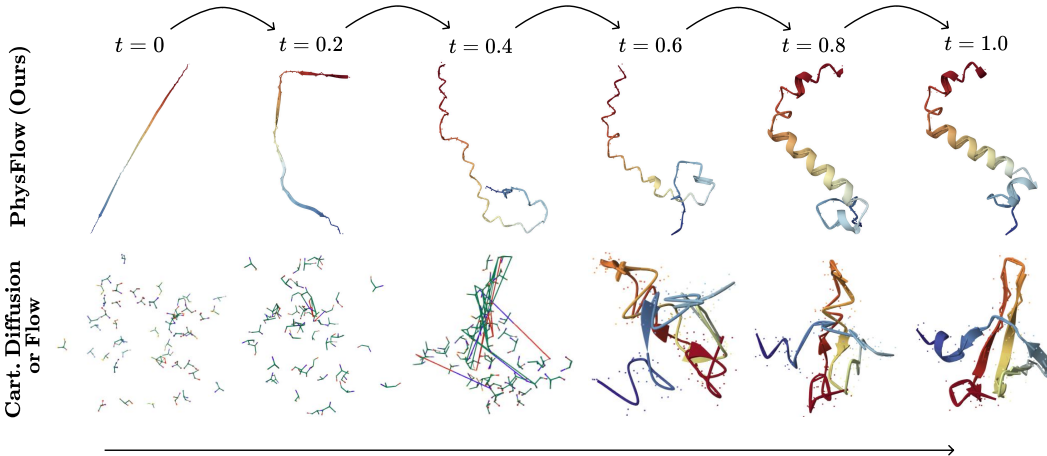 t = 0
t = 0.2
t = 0.4
t = 0.6
t = 0.8
t = 1.0
PhysFlow (Ours)
Cart. Diffusion
or Flow